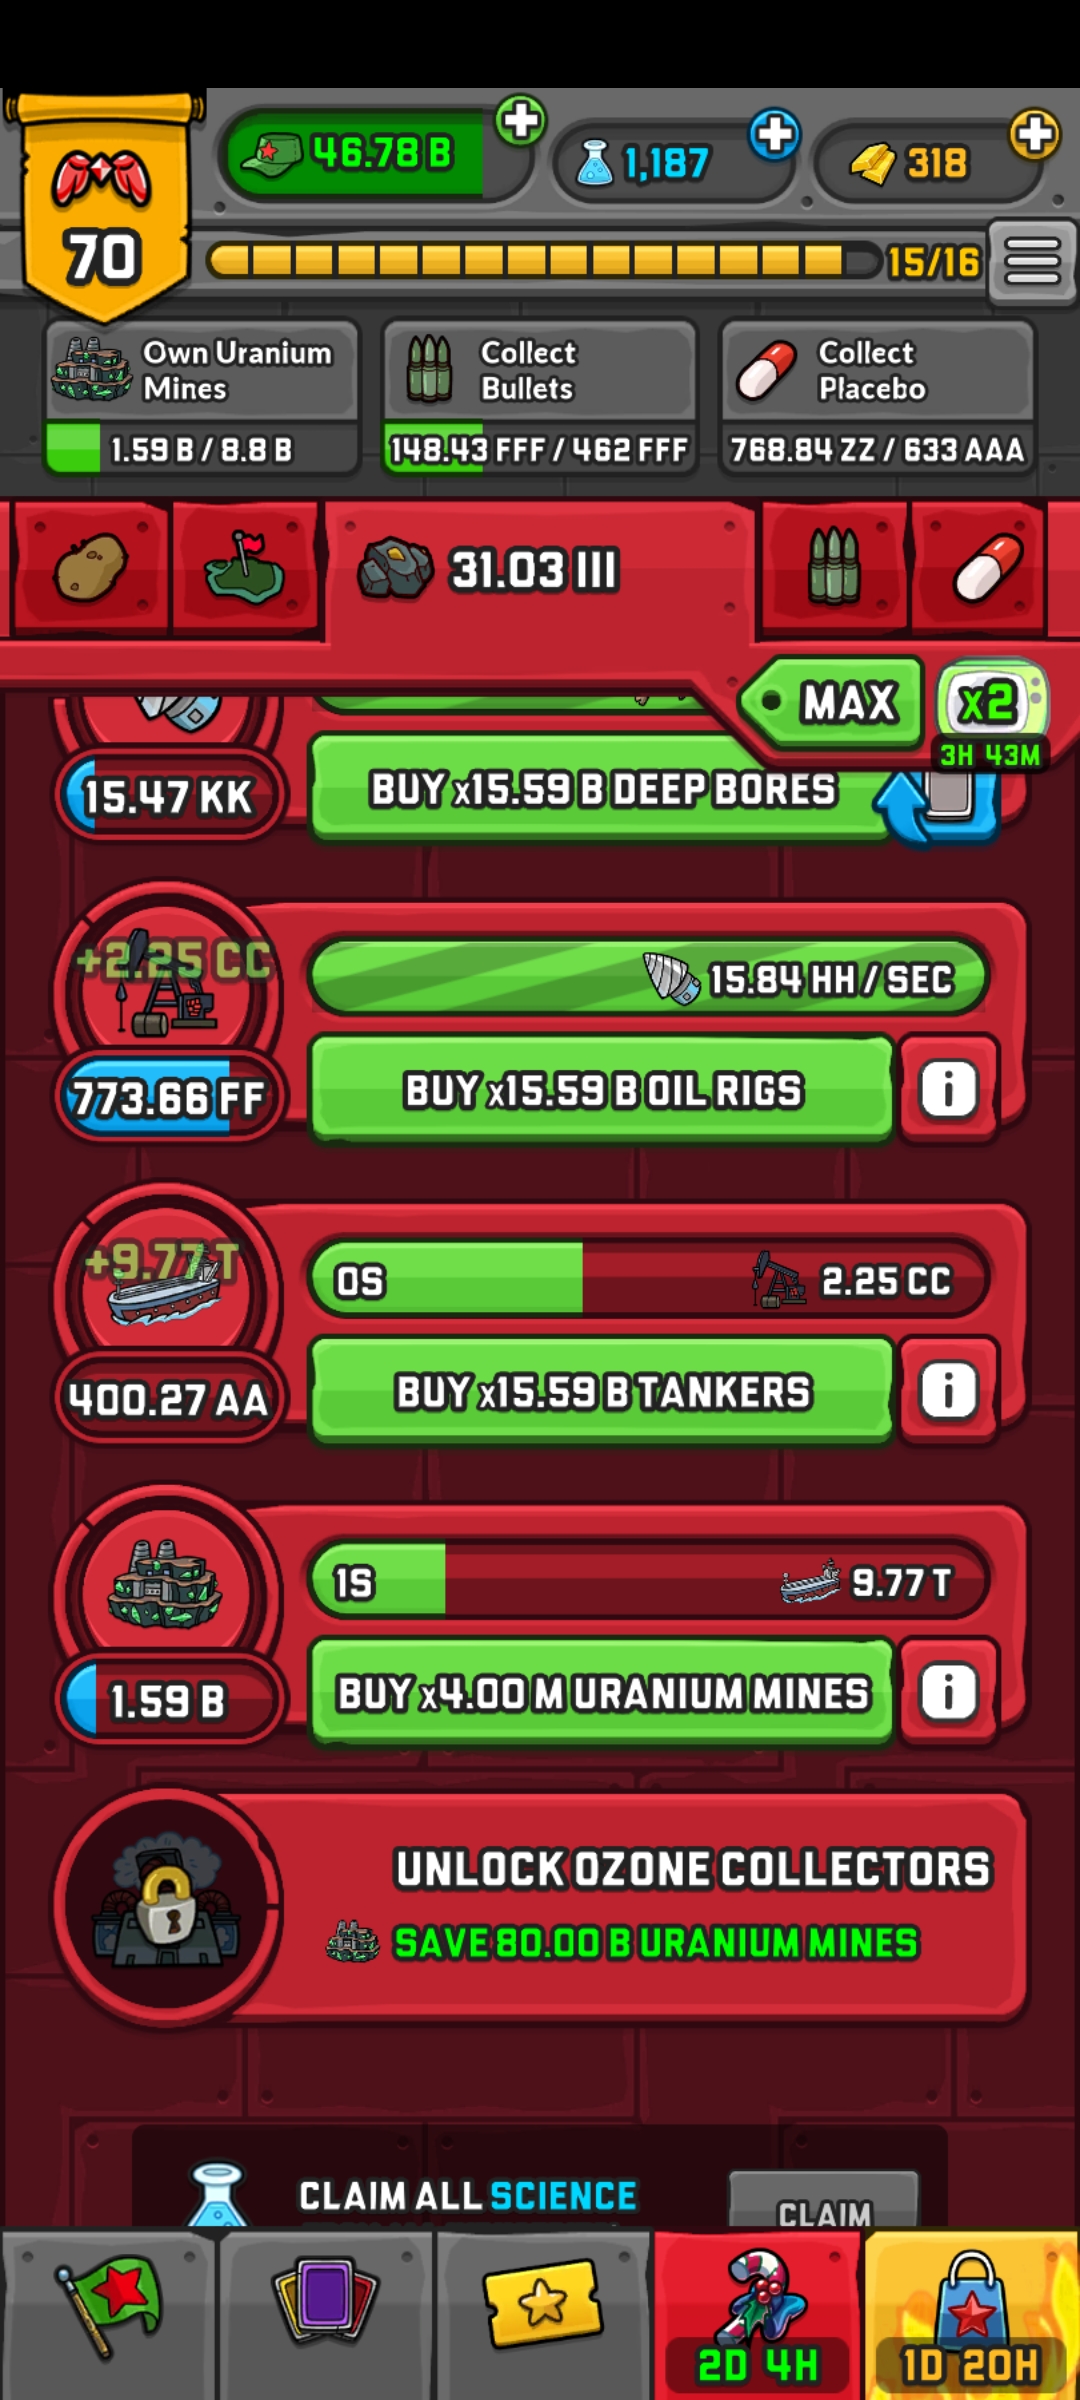 46.78 B
1,187
318
70
15/16
Own Uranium
Mines
1.59 B / 8.8 B
Collect
Bullets
148.43 FFF / 462 FFF
Collect
Placebo
768.84 ZZ / 633 AAA
31.03 III
MAX
x2
3H 43M
15.47 KK
BUY x15.59 B DEEP BORES
+2.25 CC
15.84 HH / SEC
773.66 FF
BUY x15.59 B OIL RIGS
i
+9.77 T
0S
2.25 CC
400.27 AA
BUY x15.59 B TANKERS
i
1S
9.77 T
1.59 B
BUY x4.00 M URANIUM MINES
i
UNLOCK OZONE COLLECTORS
SAVE 80.00 B URANIUM MINES
CLAIM ALL SCIENCE
CLAIM
2D 4H
1D 20H